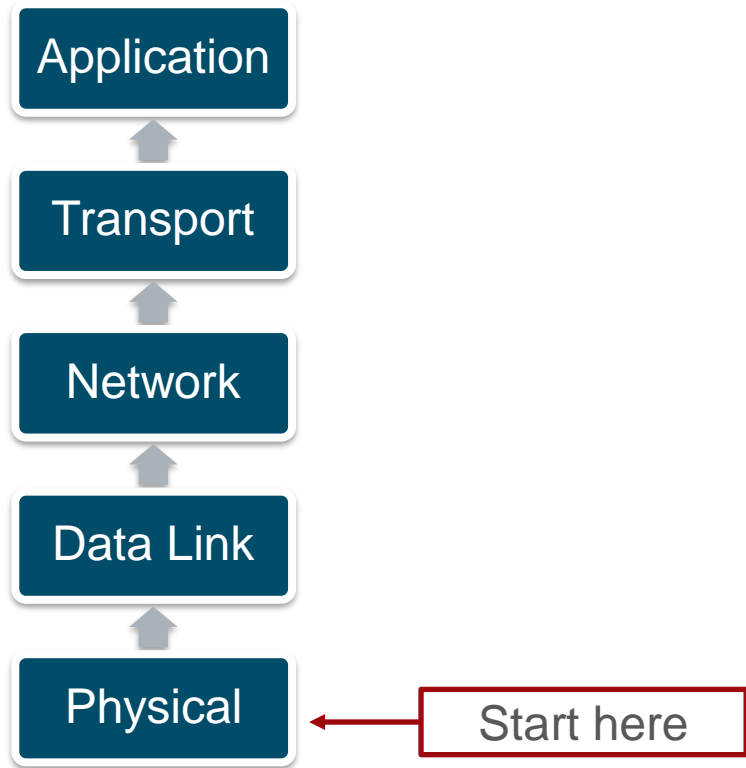 Application
Transport
Network
Data Link
Physical
Start here